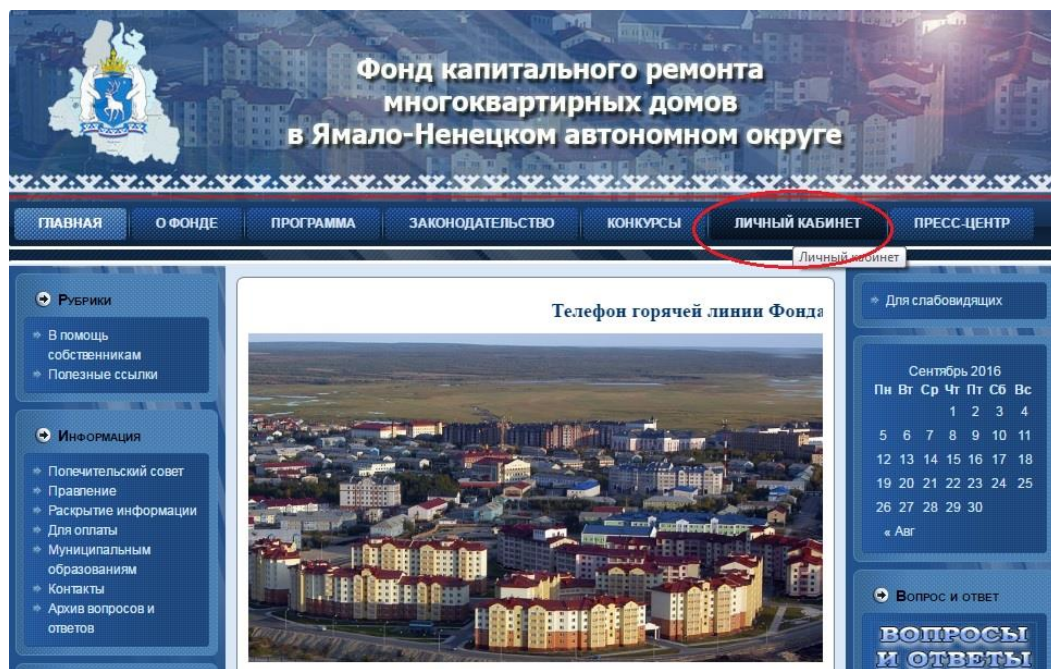 Фонд капитального ремонта
многоквартирных домов
в Ямало-Ненецком автономном округе
ГЛАВНАЯ О ФОНДЕ ПРОГРАММА ЗАКОНОДАТЕЛЬСТВО КОНКУРСЫ ЛИЧНЫЙ КАБИНЕТ ПРЕСС-ЦЕНТР
Личный кабинет
Рубрики
В помощь
собственникам
Полезные ссылки
Информация
Попечительский совет
Правление
Раскрытие информации
Для оплаты
Муниципальным
образованиям
Контакты
Архив вопросов и
ответов
Телефон горячей линии Фонда
Для слабовидящих
Сентябрь 2016
Пн Вт Ср Чт Пт Сб Вс
1 2 3 4
5 6 7 8 9 10 11
12 13 14 15 16 17 18
19 20 21 22 23 24 25
26 27 28 29 30
« Авг
Вопрос и ответ
ВОПРОСЫ
И ОТВЕТЫ